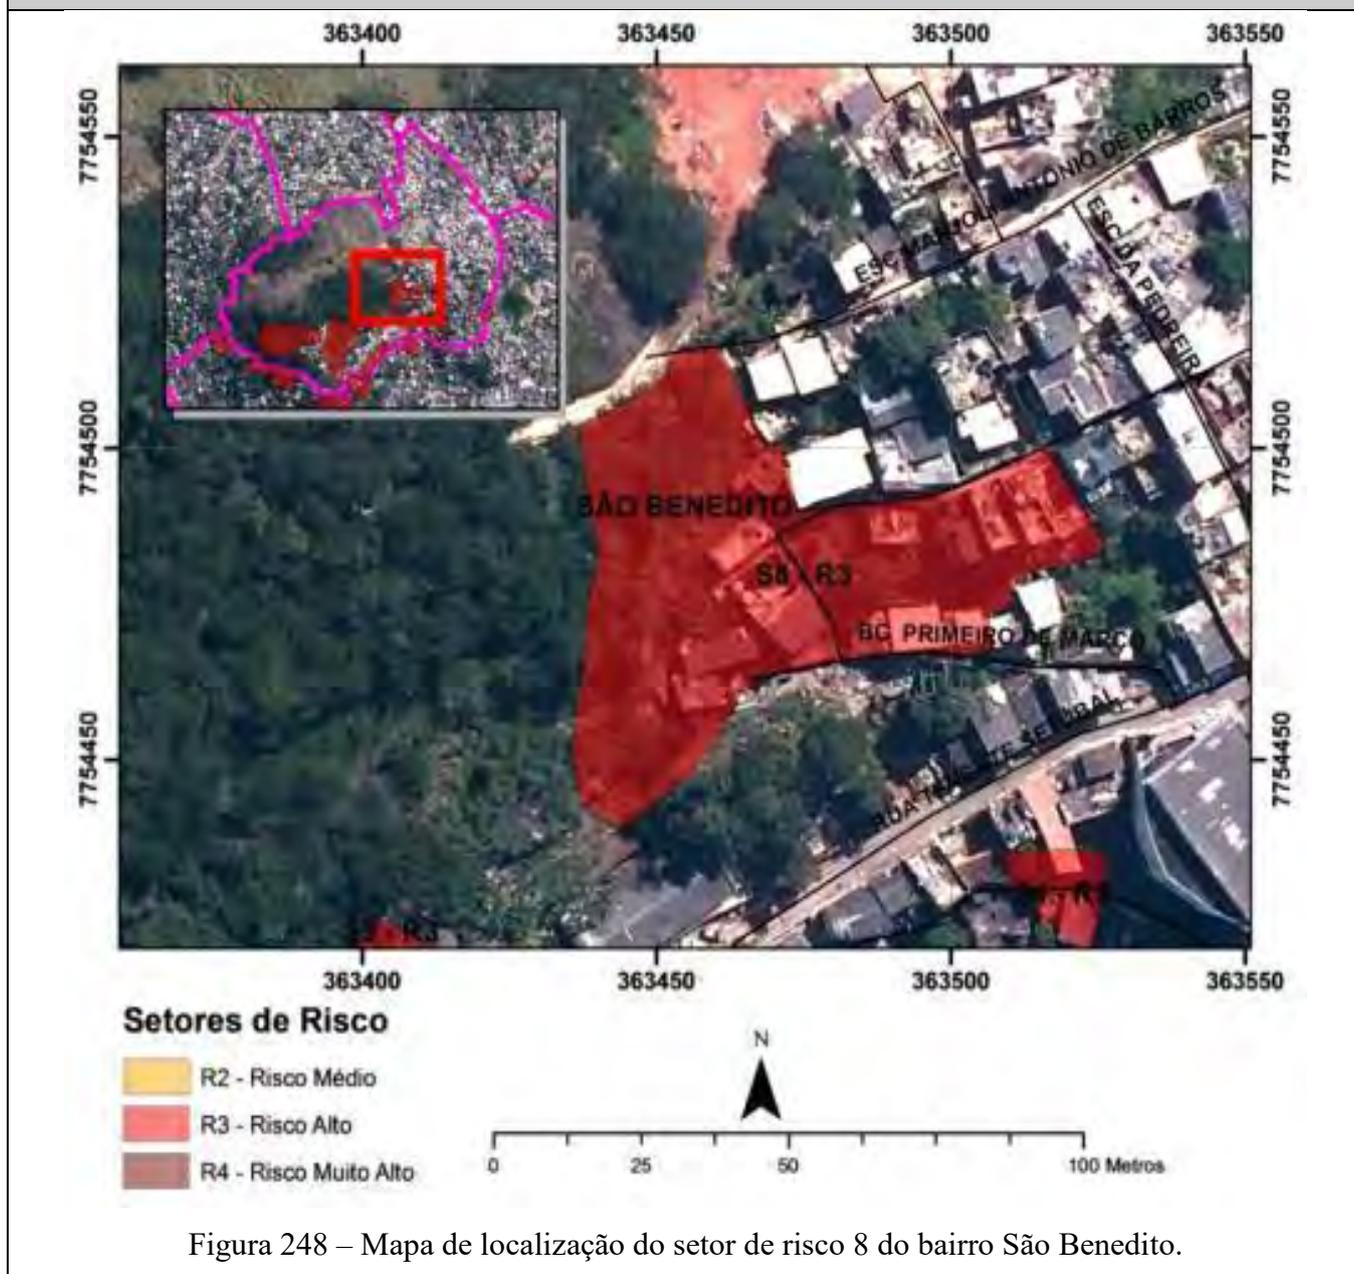 363400 363450 363500 363550
7754550 7754550
ESC MANOEL ANTONIO DE BARROS
ESC DA PEDREIRA
7754500 7754500
SÃO BENEDITO
S8 - R3
BC PRIMEIRO DE MARÇO
7754450 7754450
RUA
- R3
363400 363450 363500 363550
Setores de Risco
N
R2 - Risco Médio
R3 - Risco Alto
R4 - Risco Muito Alto
0 25 50 100 Metros
Figura 248 – Mapa de localização do setor de risco 8 do bairro São Benedito.